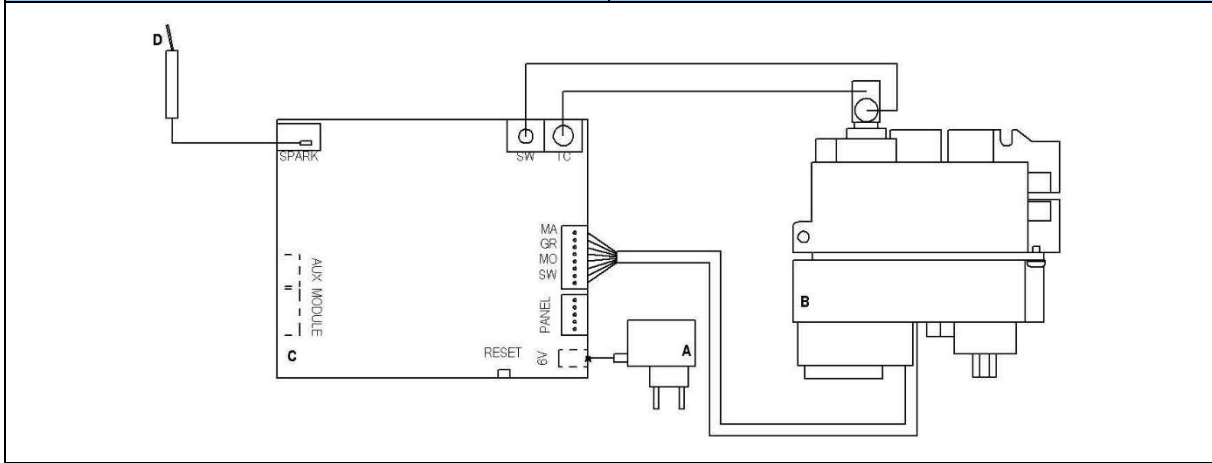 D
SPARK
SW
TC
MA
GR
MO
SW
AUX MODULE
PANEL
B
C
RESET
6V
A